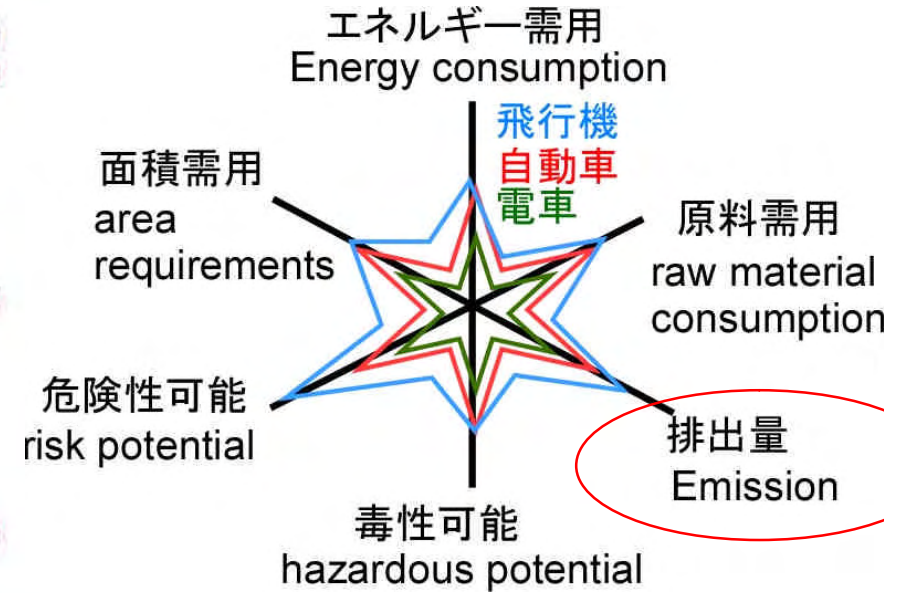 エネルギー需用
Energy consumption
飛行機
自動車
電車
面積需用
area
requirements
原料需用
raw material
consumption
危険性可能
risk potential
排出量
Emission
毒性可能
hazardous potential